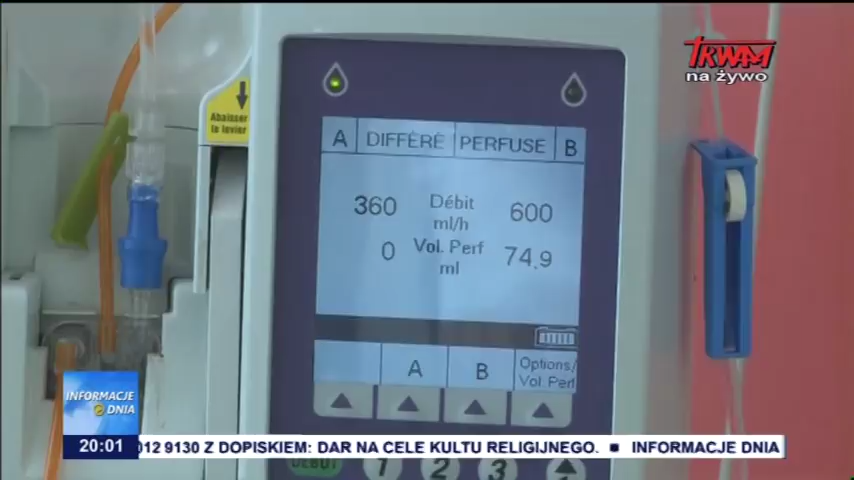 TRWAM
na żywo
Abaisser
le levier
A DIFFÉRÉ PERFUSE B
360 Débit 600
ml/h
0 Vol. Perf 74.9
ml
A B Options/
Vol. Perf
INFORMACJE
DNIA
20:01 012 9130 Z DOPISKIEM: DAR NA CELE KULTU RELIGIJNEGO. ■ INFORMACJE DNIA
DÉBUT 1 2 3